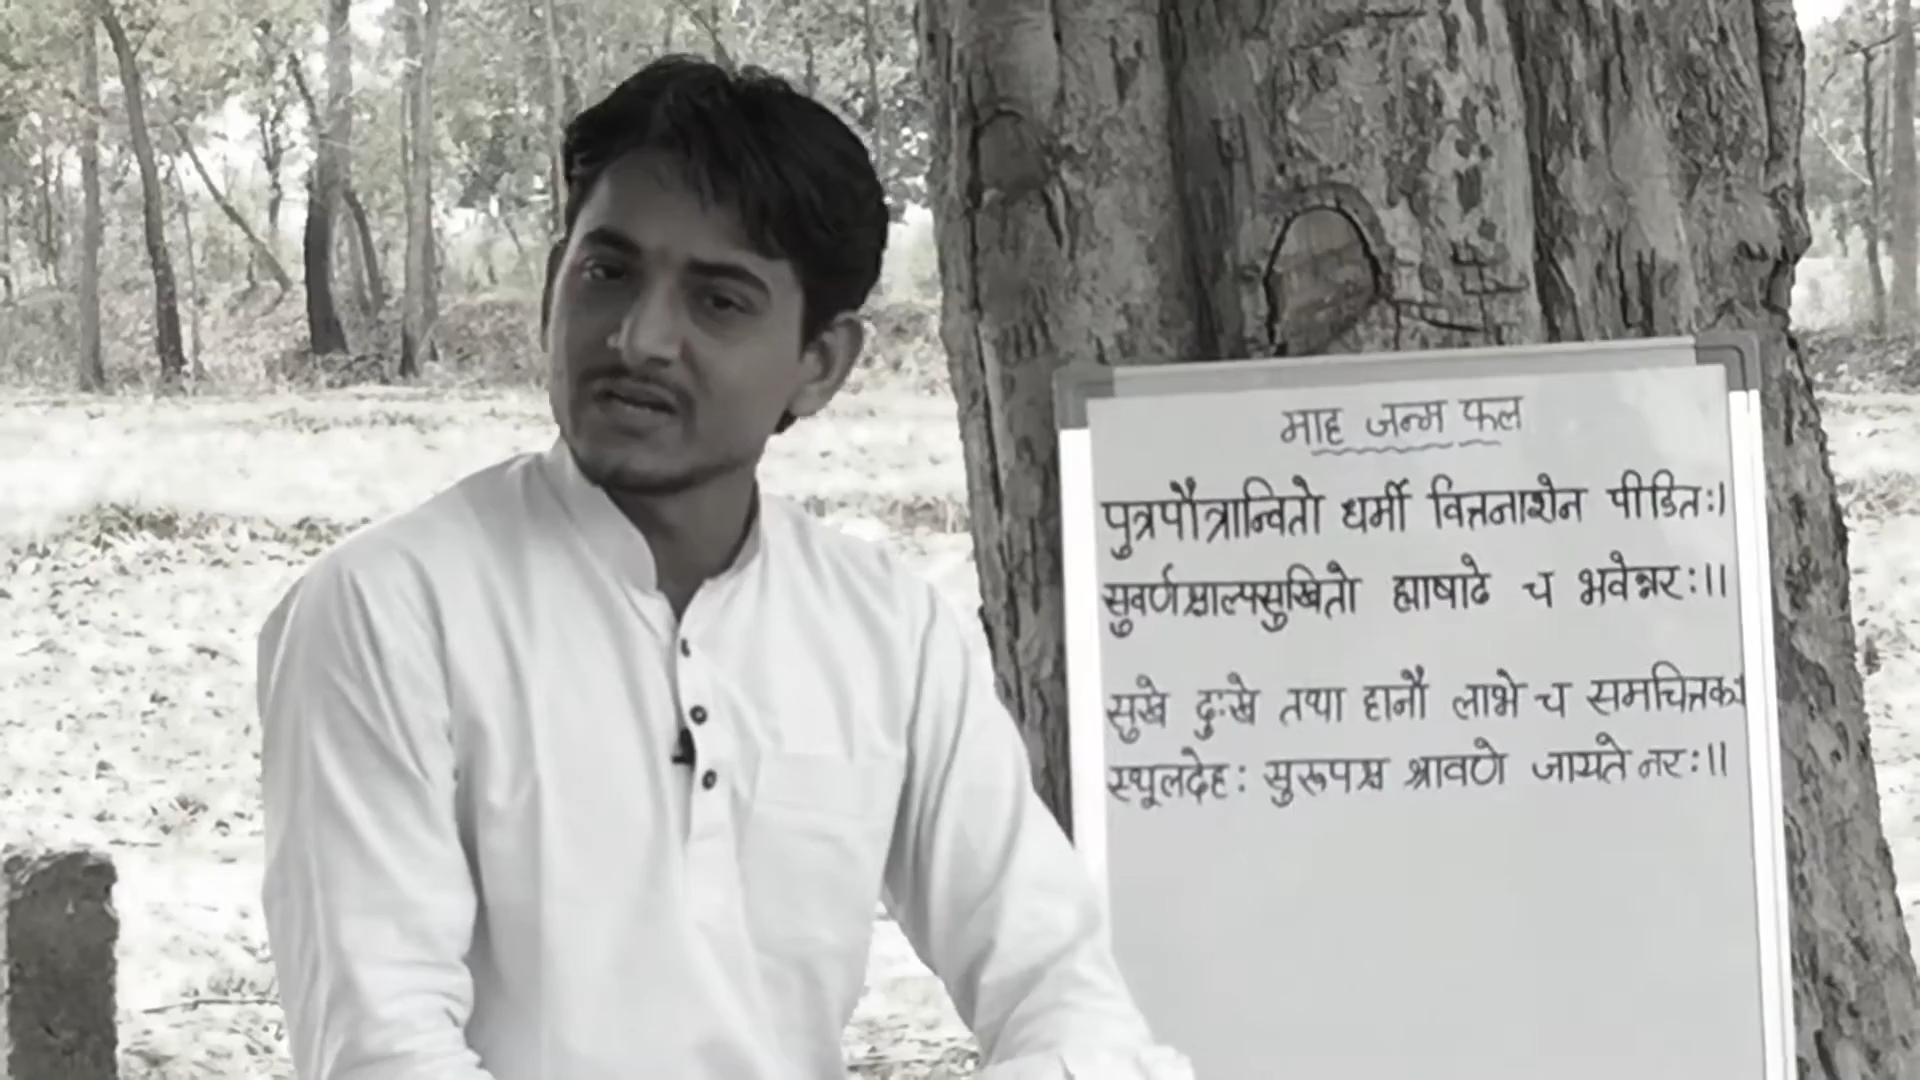 माह जन्म फल
पुत्रपौत्रान्वितो धर्मी वित्तनाशेन पीडितः।
सुवर्णश्चाल्पसुखितो ह्याषाढे च भवेन्नरः॥
सुखे दुःखे तथा हानौ लाभे च समचित्तकः
स्थूलदेहः सुरूपश्च श्रावणे जायते नरः॥